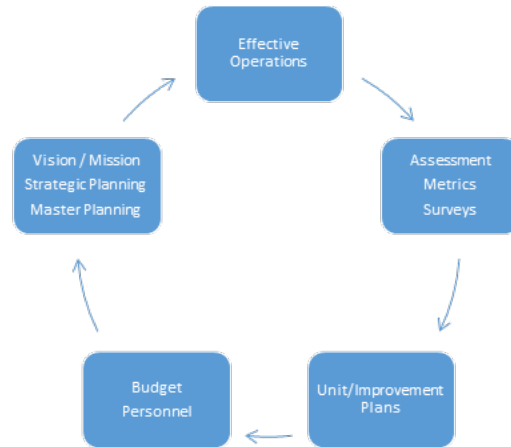 Effective
Operations
Assessment
Metrics
Surveys
Unit/Improvement
Plans
Budget
Personnel
Vision / Mission
Strategic Planning
Master Planning